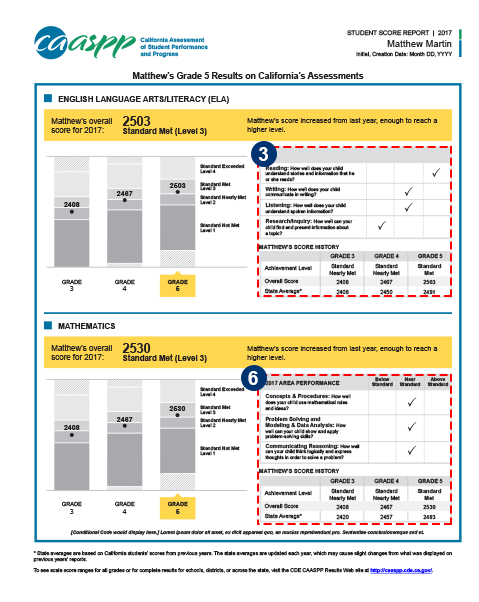 caaspp
California Assessment
of Student Performance
and Progress
STUDENT SCORE REPORT | 2017
Matthew Martin
Initial, Creation Date: Month DD, YYYY
Matthew's Grade 5 Results on California's Assessments
ENGLISH LANGUAGE ARTS/LITERACY (ELA)
Matthew's overall
score for 2017:
2503
Standard Met (Level 3)
Matthew's score increased from last year, enough to reach a
higher level.
2408
2467
2503
Standard Exceeded
Level 4
Standard Met
Level 3
Standard Nearly Met
Level 2
Standard Not Met
Level 1
GRADE
3
GRADE
4
GRADE
5
3
Reading: How well does your child
understand stories and information that he
or she reads?
Writing: How well does your child
communicate in writing?
Listening: How well does your child
understand spoken information?
Research/Inquiry: How well can your
child find and present information about
a topic?
MATTHEW'S SCORE HISTORY
GRADE 3 GRADE 4 GRADE 5
Achievement Level Standard Nearly Met Standard Nearly Met Standard Met
Overall Score 2408 2467 2503
State Average* 2408 2450 2491
MATHEMATICS
Matthew's overall
score for 2017:
2530
Standard Met (Level 3)
Matthew's score increased from last year, enough to reach a
higher level.
2408
2467
2530
Standard Exceeded
Level 4
Standard Met
Level 3
Standard Nearly Met
Level 2
Standard Not Met
Level 1
GRADE
3
GRADE
4
GRADE
5
6
2017 AREA PERFORMANCE Below Standard Near Standard Above Standard
Concepts & Procedures: How well
does your child use mathematical rules
and ideas?
Problem Solving and
Modeling & Data Analysis: How
well can your child show and apply
problem-solving skills?
Communicating Reasoning: How well
can your child think logically and express
thoughts in order to solve a problem?
MATTHEW'S SCORE HISTORY
GRADE 3 GRADE 4 GRADE 5
Achievement Level Standard Nearly Met Standard Nearly Met Standard Met
Overall Score 2408 2467 2530
State Average* 2420 2457 2483
[Conditional Code would display here.] Lorem ipsum dolor sit amet, ex dicit appareat quo, an mucius reprehendunt pro. Sententiae conclusionemque sed ei.
* State averages are based on California students' scores from previous years. The state averages are updated each year, which may cause slight changes from what was displayed on
previous years' reports.
To see scale score ranges for all grades or for complete results for schools, districts, or across the state, visit the CDE CAASPP Results Web site at http://caaspp.cde.ca.gov/.